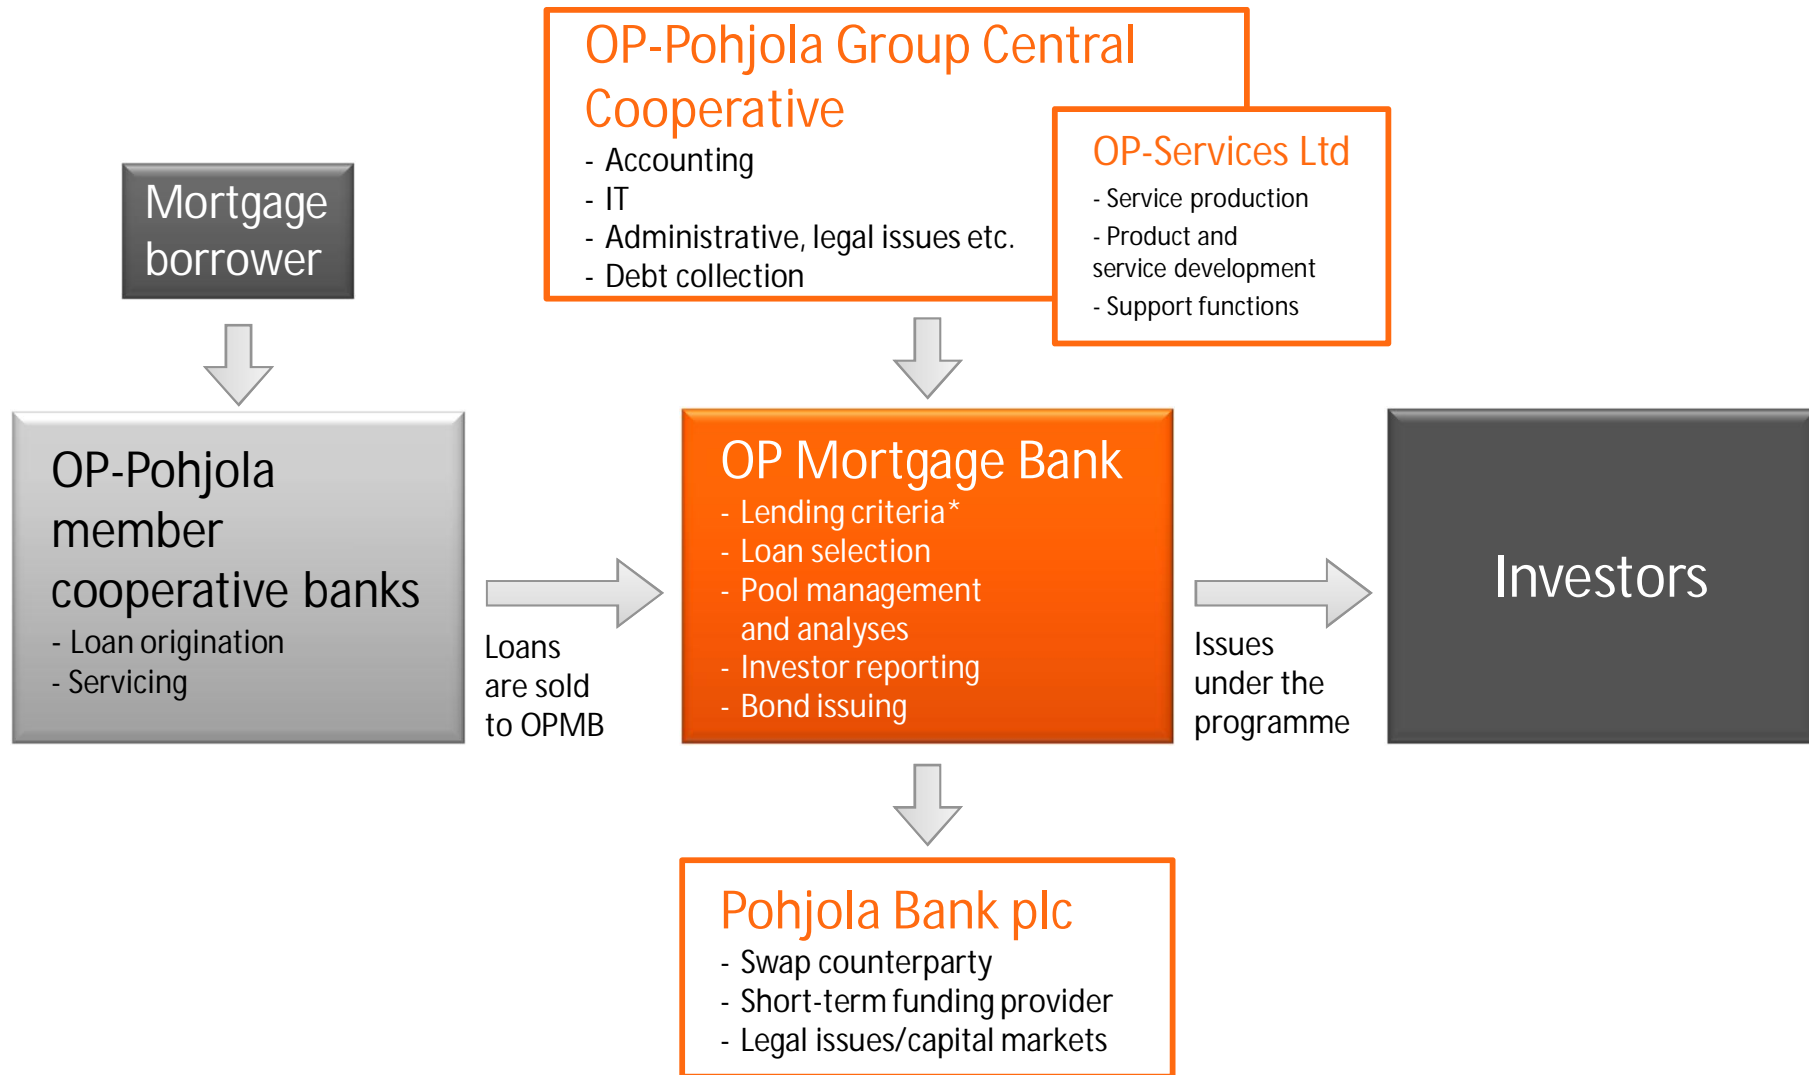 OP-Pohjola Group Central
Cooperative
- Accounting
- IT
- Administrative, legal issues etc.
- Debt collection
OP-Services Ltd
- Service production
- Product and
service development
- Support functions
Mortgage
borrower
OP-Pohjola
member
cooperative banks
- Loan origination
- Servicing
Loans
are sold
to OPMB
OP Mortgage Bank
- Lending criteria*
- Loan selection
- Pool management
and analyses
- Investor reporting
- Bond issuing
Issues
under the
programme
Investors
Pohjola Bank plc
- Swap counterparty
- Short-term funding provider
- Legal issues/capital markets